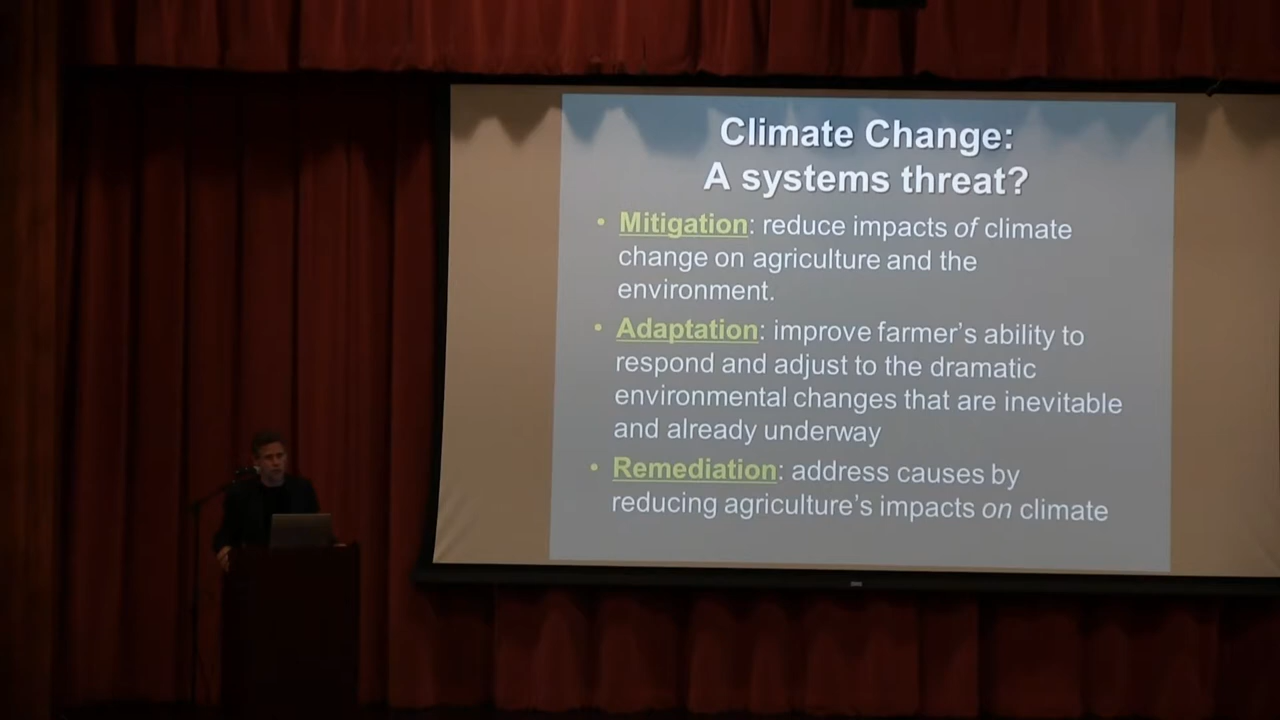 Climate Change:
A systems threat?
• Mitigation: reduce impacts of climate
change on agriculture and the
environment.
• Adaptation: improve farmer's ability to
respond and adjust to the dramatic
environmental changes that are inevitable
and already underway
• Remediation: address causes by
reducing agriculture's impacts on climate